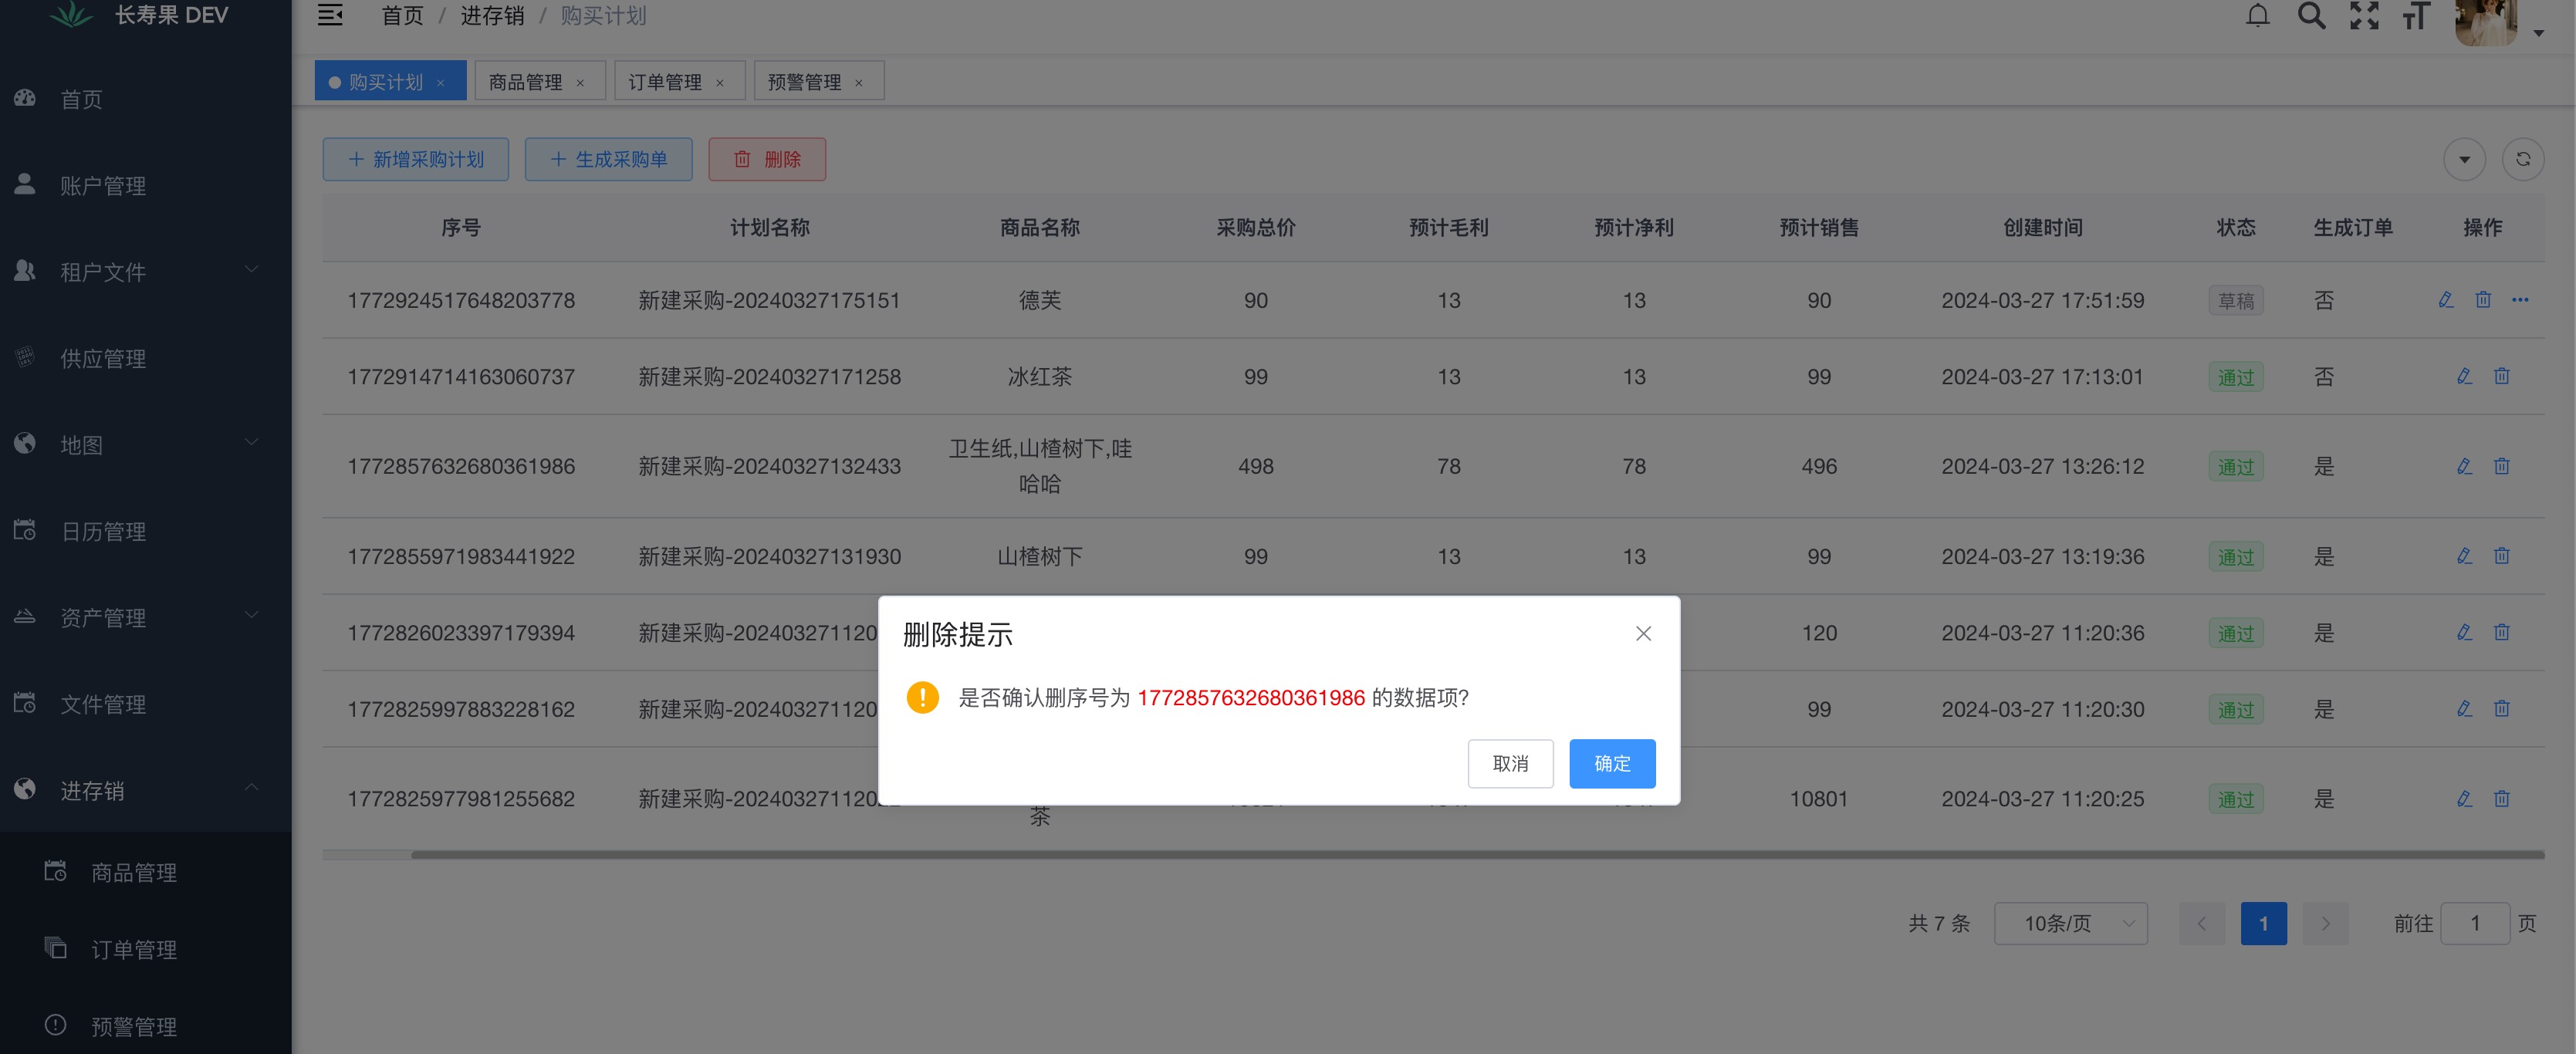 长寿果 DEV
首页 / 进存销 / 购买计划
购买计划 ×
商品管理 ×
订单管理 ×
预警管理 ×
首页
账户管理
租户文件
供应管理
地图
日历管理
资产管理
文件管理
进存销
商品管理
订单管理
预警管理
+ 新增采购计划
+ 生成采购单
删除
序号 计划名称 商品名称 采购总价 预计毛利 预计净利 预计销售 创建时间 状态 生成订单 操作
1772924517648203778 新建采购-20240327175151 德芙 90 13 13 90 2024-03-27 17:51:59 草稿 否
1772914714163060737 新建采购-20240327171258 冰红茶 99 13 13 99 2024-03-27 17:13:01 通过 否
卫生纸,山楂树下,哇
1772857632680361986 新建采购-20240327132433 498 78 78 496 2024-03-27 13:26:12 通过 是
哈哈
1772855971983441922 新建采购-20240327131930 山楂树下 99 13 13 99 2024-03-27 13:19:36 通过 是
1772826023397179394 新建采购-202403271120 120 2024-03-27 11:20:36 通过 是
1772825997883228162 新建采购-202403271120 99 2024-03-27 11:20:30 通过 是
1772825977981255682 新建采购-202403271120 10801 2024-03-27 11:20:25 通过 是
茶
删除提示
是否确认删序号为 1772857632680361986 的数据项?
取消
确定
共 7 条 10条/页 1 前往 1 页